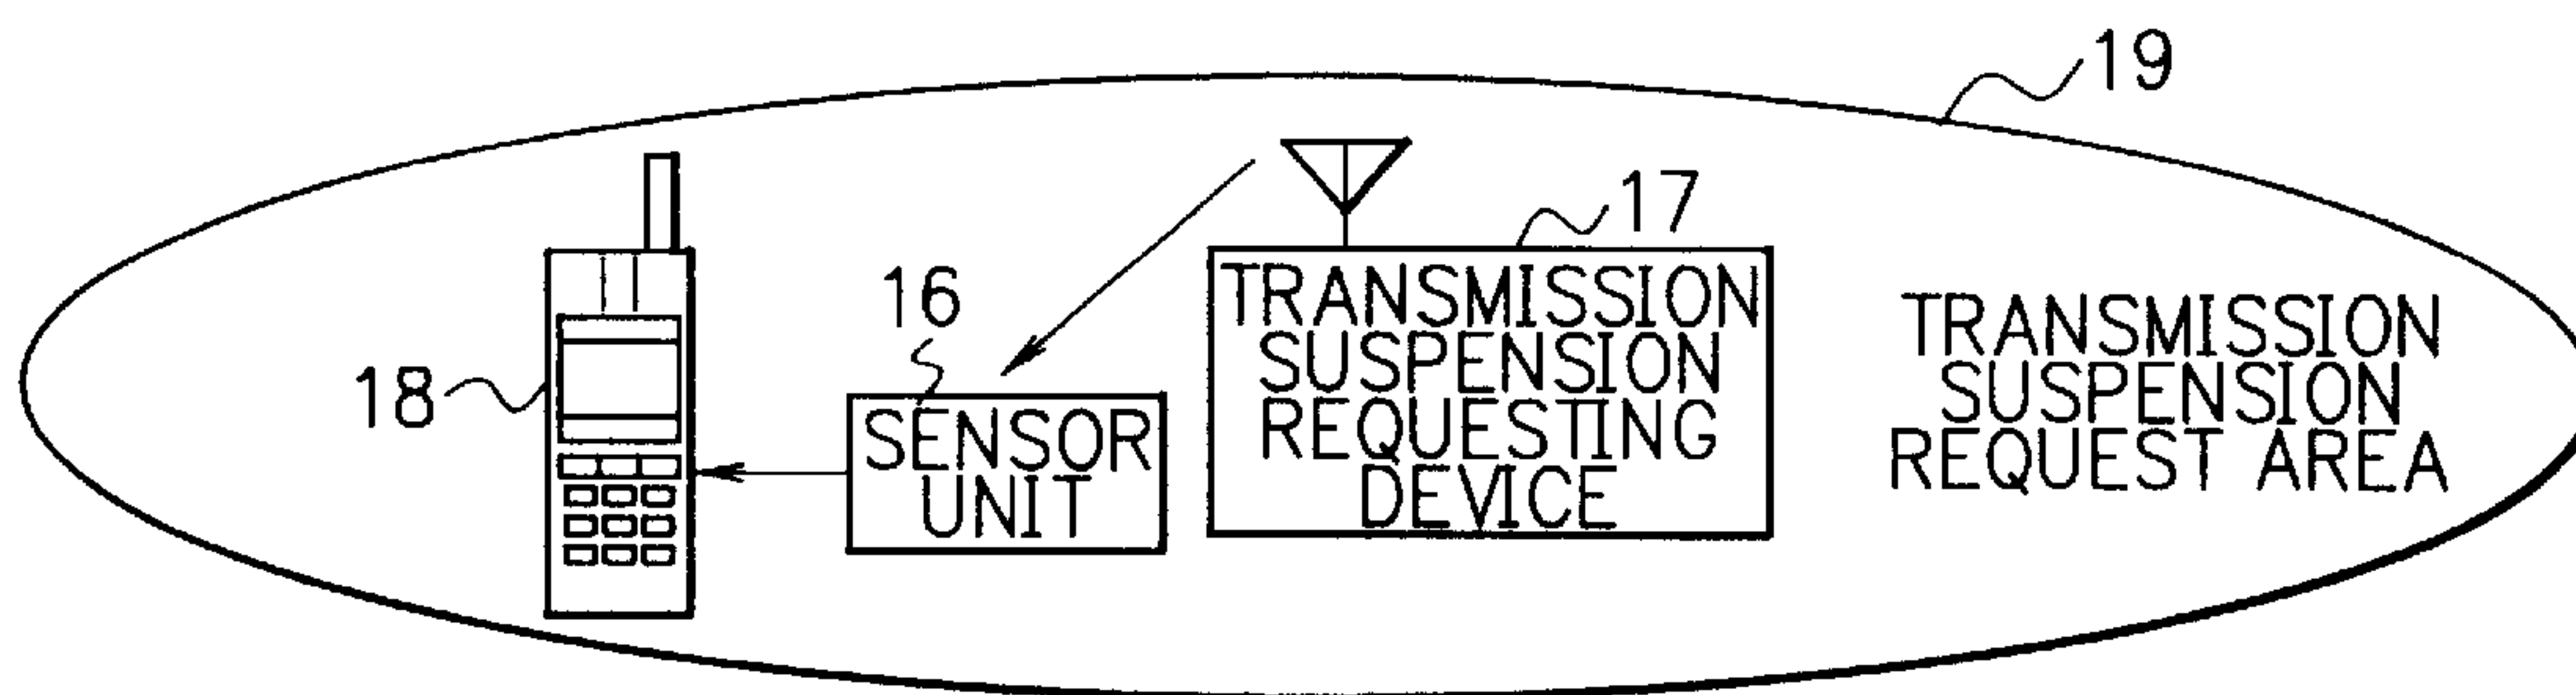 19
17
16
18
TRANSMISSION
SUSPENSION
REQUESTING
DEVICE
SENSOR
UNIT
TRANSMISSION
SUSPENSION
REQUEST AREA